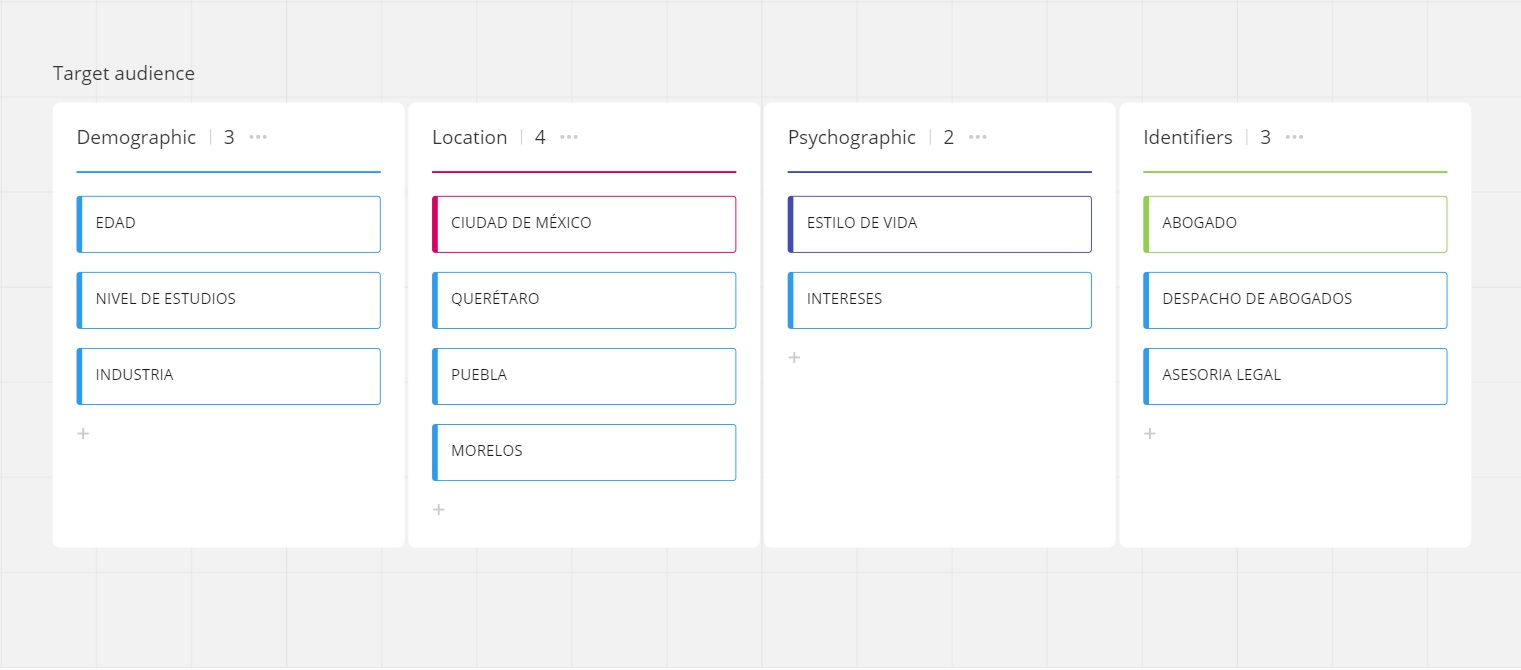 Target audience
Demographic | 3 ...
EDAD
NIVEL DE ESTUDIOS
INDUSTRIA
+
Location | 4 ...
CIUDAD DE MÉXICO
QUERÉTARO
PUEBLA
MORELOS
+
Psychographic | 2 ...
ESTILO DE VIDA
INTERESES
+
Identifiers | 3 ...
ABOGADO
DESPACHO DE ABOGADOS
ASESORIA LEGAL
+